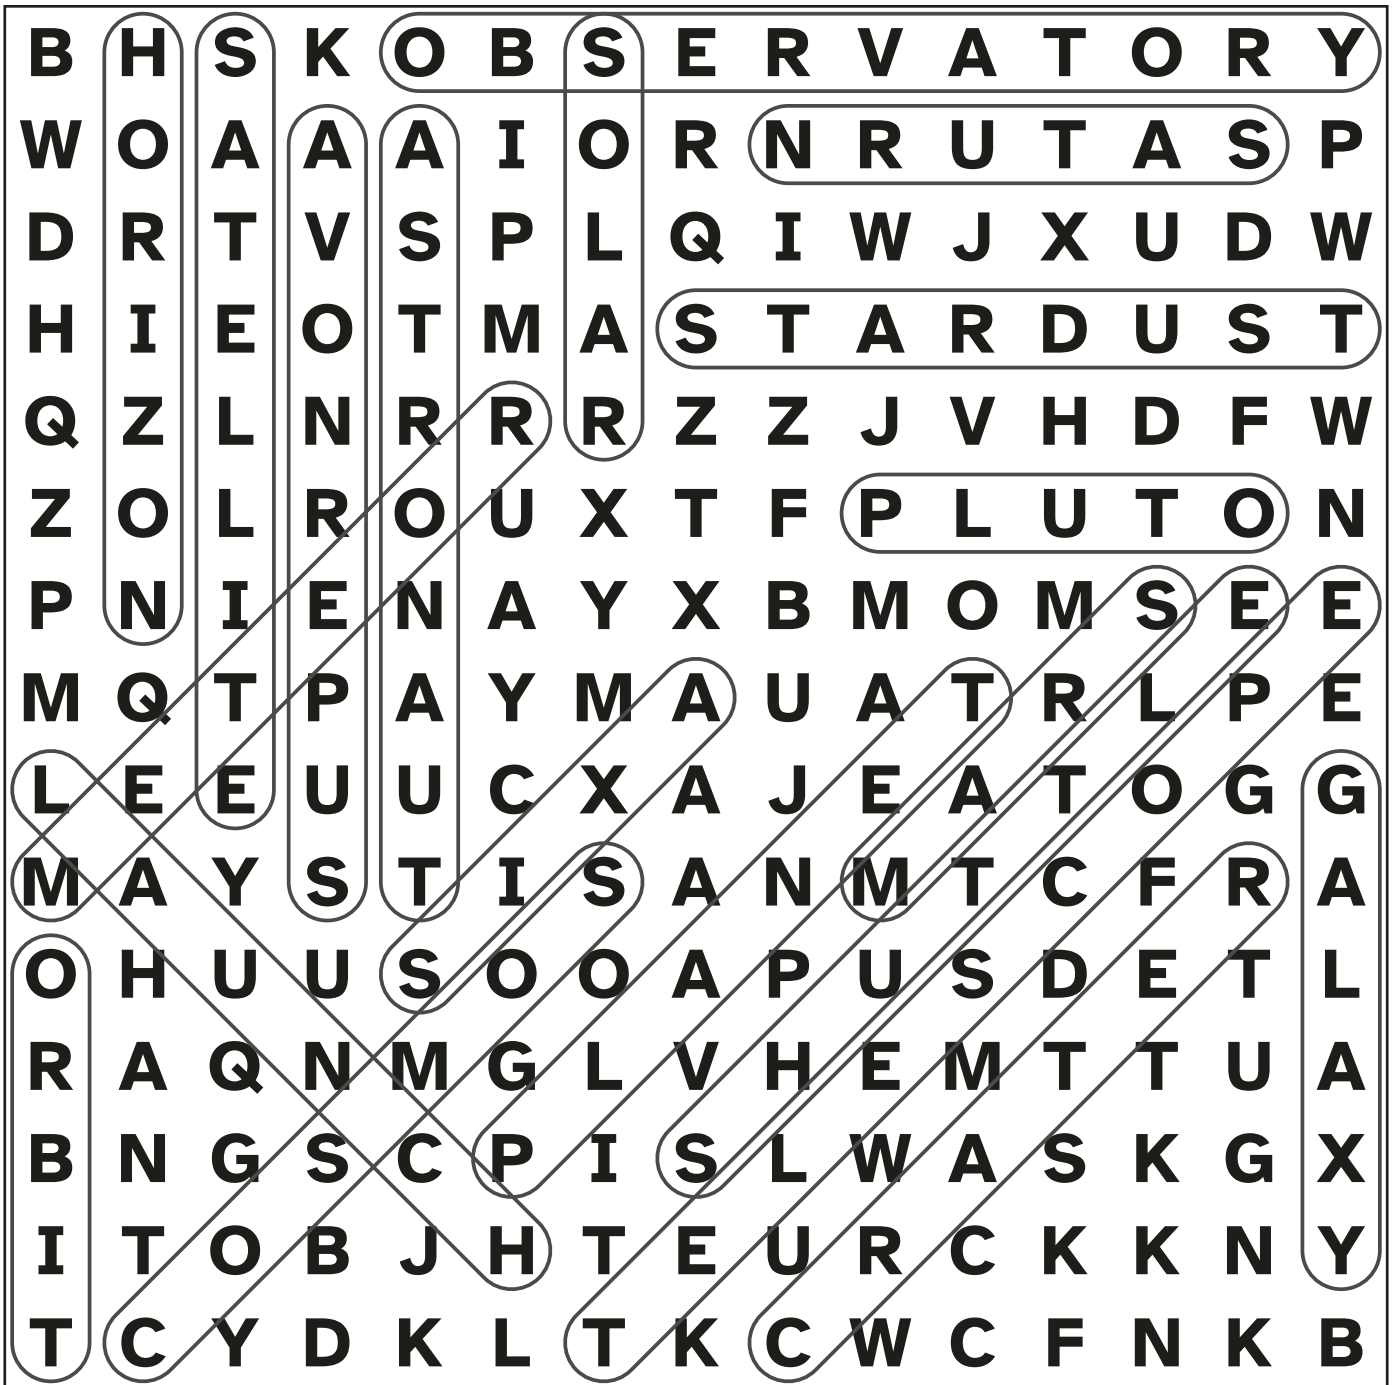 B H S K O B S E R V A T O R Y
W O A A A I O R N R U T A S P
D R T V S P L Q I W J X U D W
H I E O T M A S T A R D U S T
Q Z L N R R R Z Z J V H D F W
Z O L R O U X T F P L U T O N
P N I E N A Y X B M O M S E E
M Q T P A Y M A U A T R L P E
L E E U U C X A J E A T O G G
M A Y S T I S A N M T C F R A
O H U U S O O A P U S D E T L
R A Q N M G L V H E M T T U A
B N G S C P I S L W A S K G X
I T O B J H T E U R C K K N Y
T C Y D K L T K C W C F N K B